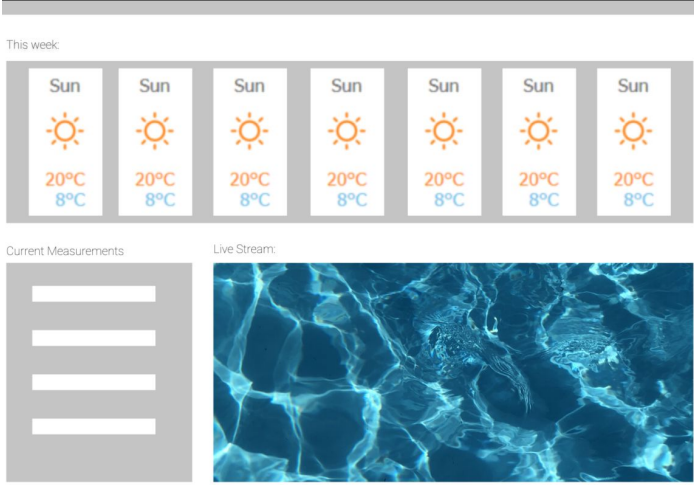 This week:
Sun Sun Sun Sun Sun Sun Sun
20°C 20°C 20°C 20°C 20°C 20°C 20°C
8°C 8°C 8°C 8°C 8°C 8°C 8°C
Current Measurements
Live Stream: